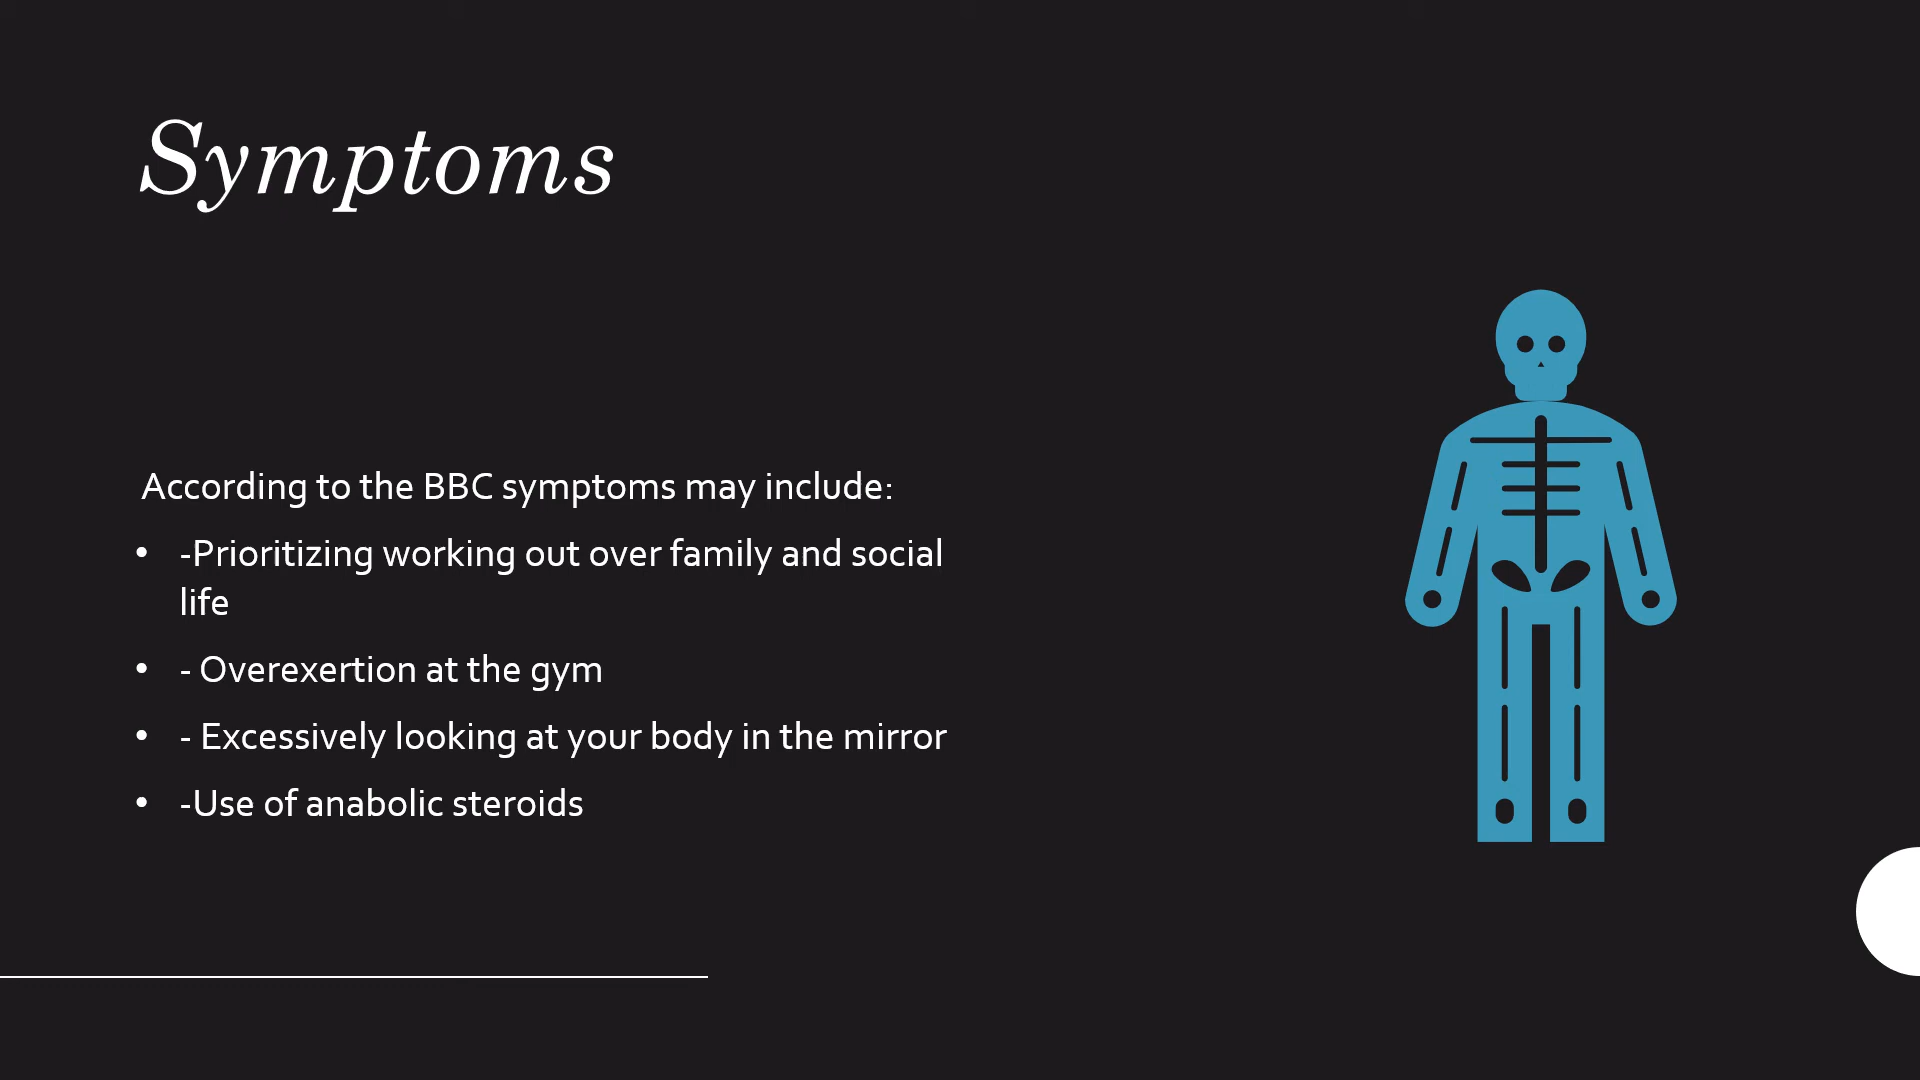 Symptoms
According to the BBC symptoms may include:
• -Prioritizing working out over family and social
life
• - Overexertion at the gym
• - Excessively looking at your body in the mirror
• -Use of anabolic steroids